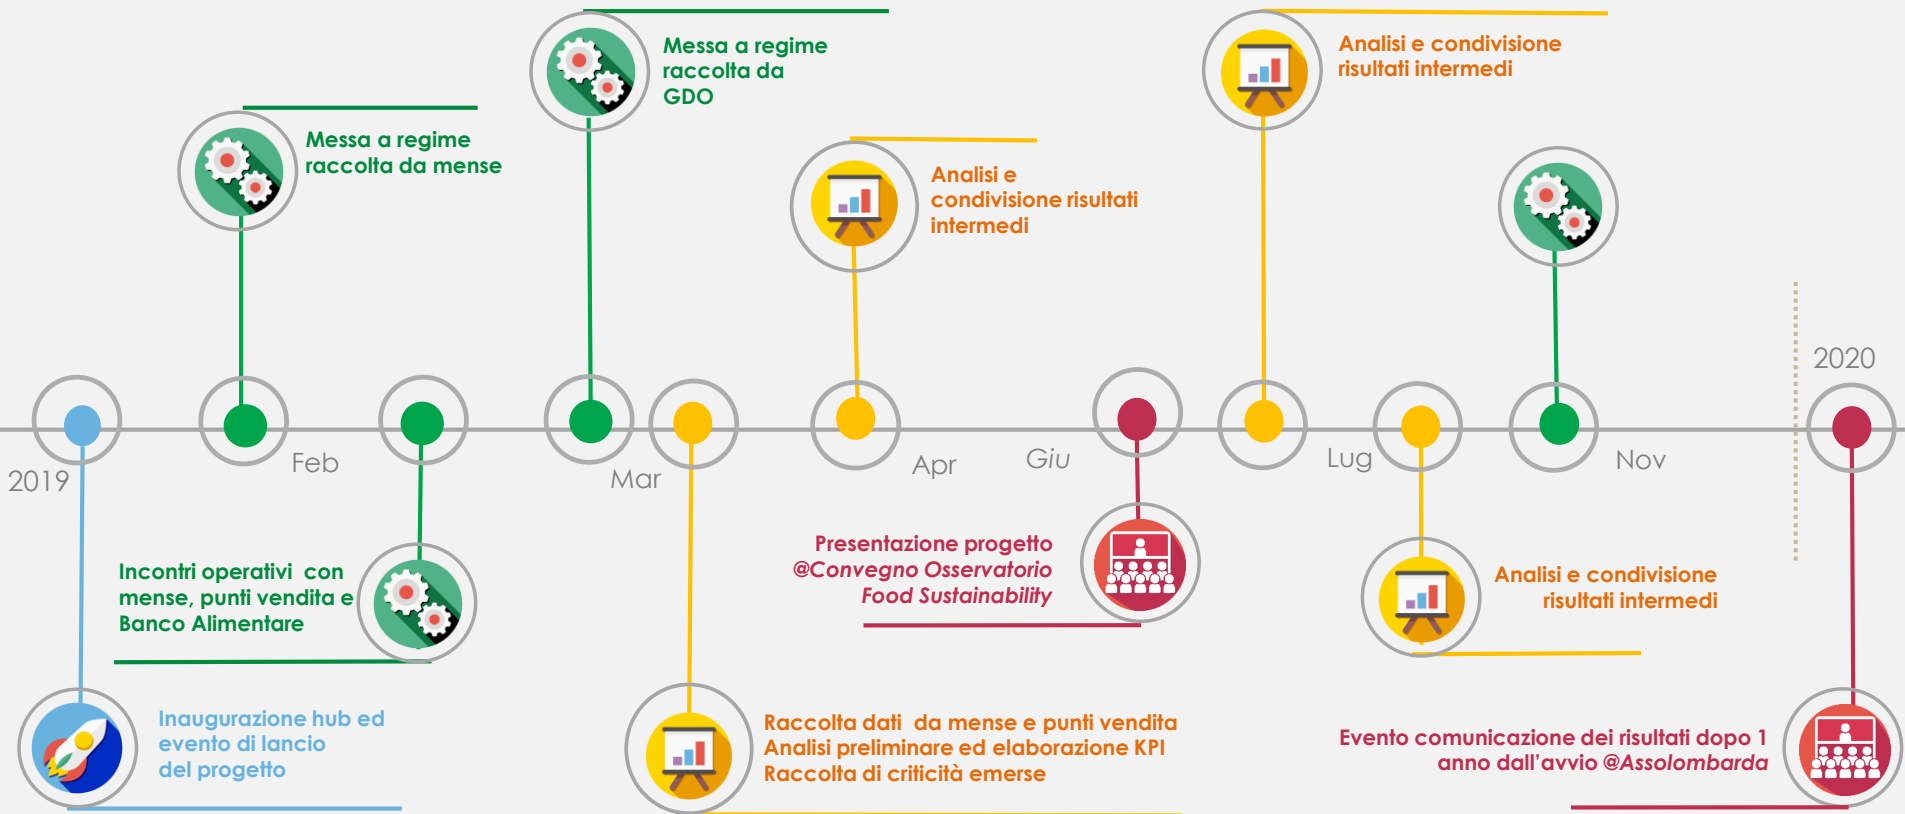 Messa a regime
raccolta da
GDO
Analisi e condivisione
risultati intermedi
Messa a regime
raccolta da mense
Analisi e
condivisione risultati
intermedi
2020
2019
Feb
Mar
Apr
Giu
Lug
Nov
Incontri operativi con
mense, punti vendita e
Banco Alimentare
Presentazione progetto
@Convegno Osservatorio
Food Sustainability
Analisi e condivisione
risultati intermedi
Inaugurazione hub ed
evento di lancio
del progetto
Raccolta dati da mense e punti vendita
Analisi preliminare ed elaborazione KPI
Raccolta di criticità emerse
Evento comunicazione dei risultati dopo 1
anno dall'avvio @Assolombarda